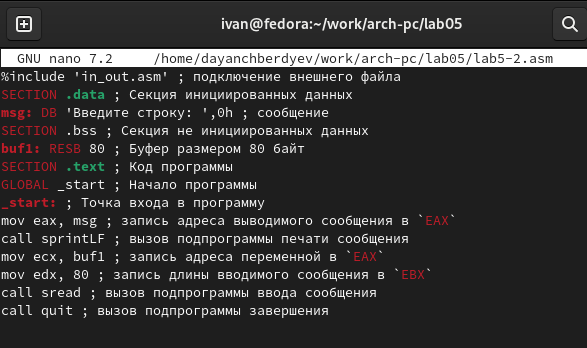 ivan@fedora:~/work/arch-pc/lab05
GNU nano 7.2 /home/dayanchberdyev/work/arch-pc/lab05/lab5-2.asm
%include 'in_out.asm' ; подключение внешнего файла
SECTION .data ; Секция инициированных данных
msg: DB 'Введите строку: ',0h ; сообщение
SECTION .bss ; Секция не инициированных данных
buf1: RESB 80 ; Буфер размером 80 байт
SECTION .text ; Код программы
GLOBAL _start ; Начало программы
_start: ; Точка входа в программу
mov eax, msg ; запись адреса выводимого сообщения в `EAX`
call sprintLF ; вызов подпрограммы печати сообщения
mov ecx, buf1 ; запись адреса переменной в `EAX`
mov edx, 80 ; запись длины вводимого сообщения в `EBX`
call sread ; вызов подпрограммы ввода сообщения
call quit ; вызов подпрограммы завершения